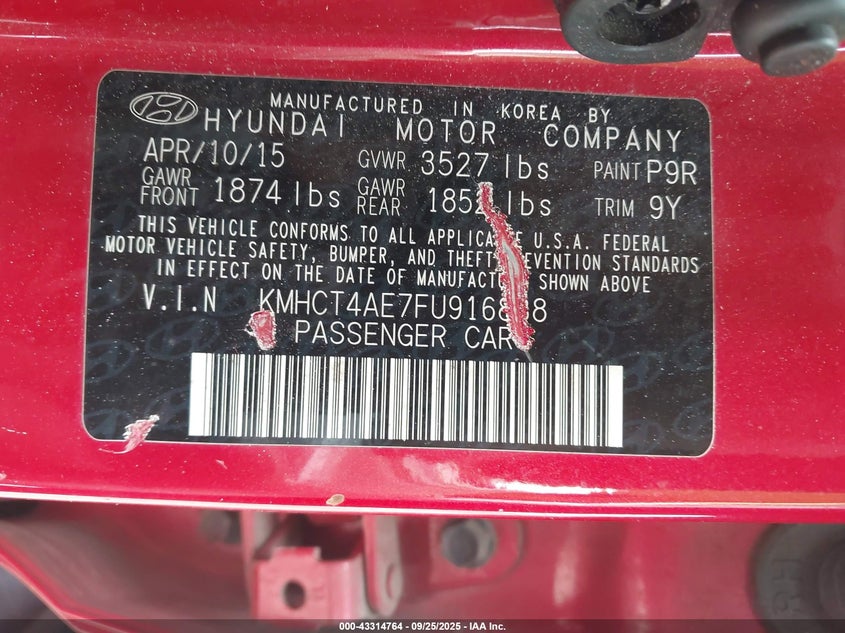 MANUFACTURED IN KOREA BY
HYUNDAI MOTOR COMPANY
APR/10/15 GVWR 3527 lbs PAINT P9R
GAWR FRONT 1874 lbs GAWR REAR lbs TRIM 9Y
THIS VEHICLE CONFORMS TO ALL U.S.A. FEDERAL
MOTOR VEHICLE SAFETY, BUMPER, AND THEFT STANDARDS
IN EFFECT ON THE DATE OF SHOWN ABOVE
V.I.N
PASSENGER CAR
000-43314764 - 09/25/2025 - IAA Inc.